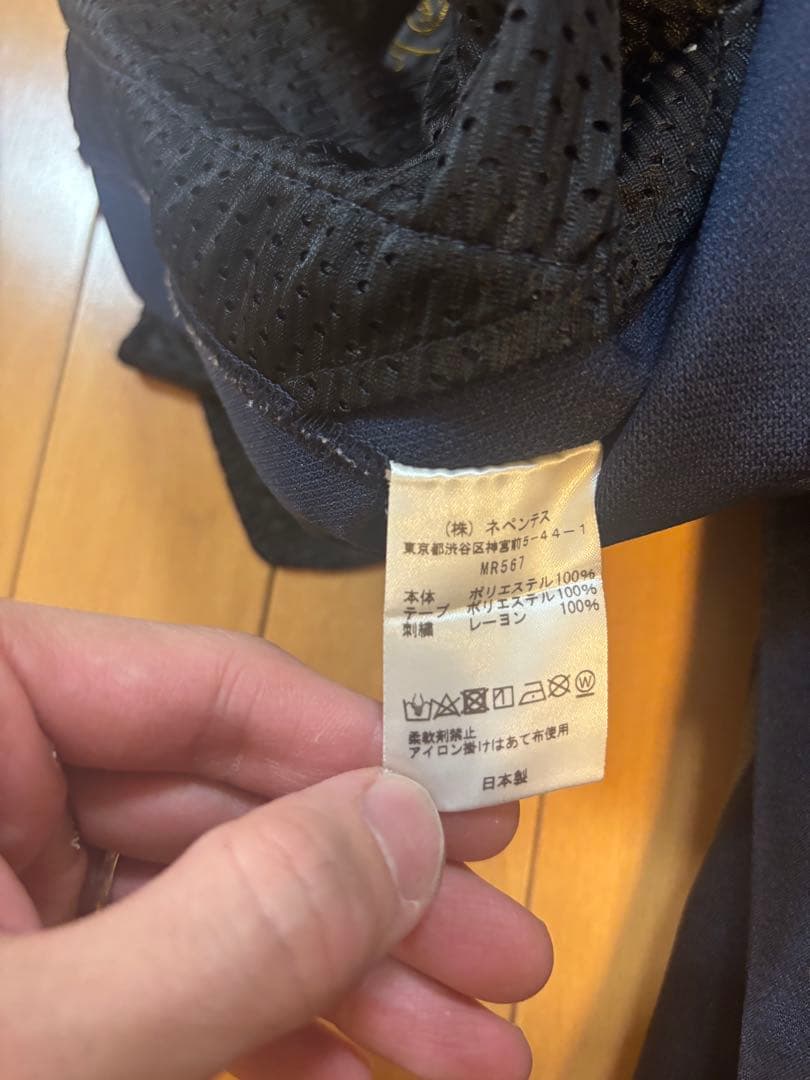 （株）ネペンテス
東京都渋谷区神宮前5-44-1
MR567
本体 ポリエステル100%
テープ ポリエステル100%
刺繍 レーヨン 100%
柔軟剤禁止
アイロン掛けはあて布使用
日本製